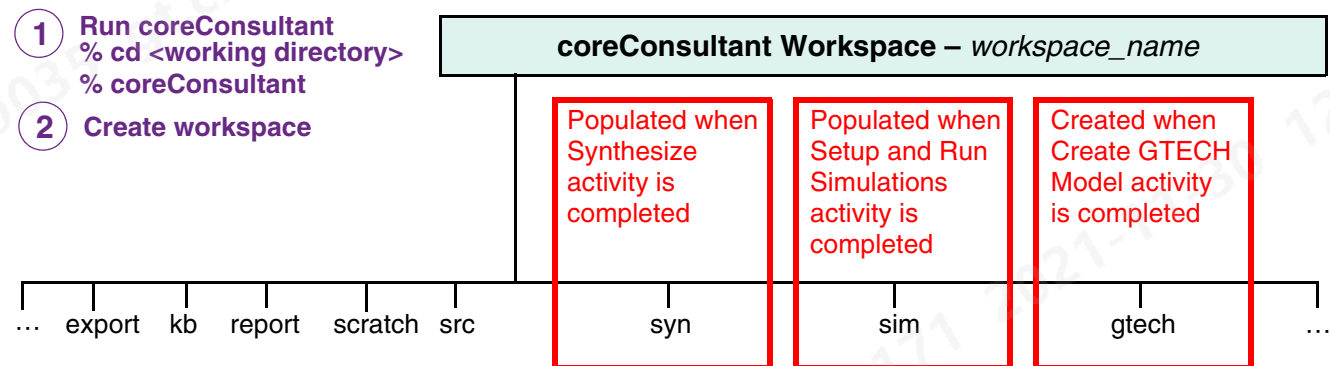 1 Run coreConsultant
% cd <working directory>
% coreConsultant
2 Create workspace
coreConsultant Workspace – workspace_name
Populated when
Synthesize
activity is
completed
Populated when
Setup and Run
Simulations
activity is
completed
Created when
Create GTECH
Model activity
is completed
... export kb report scratch src syn sim gtech ...